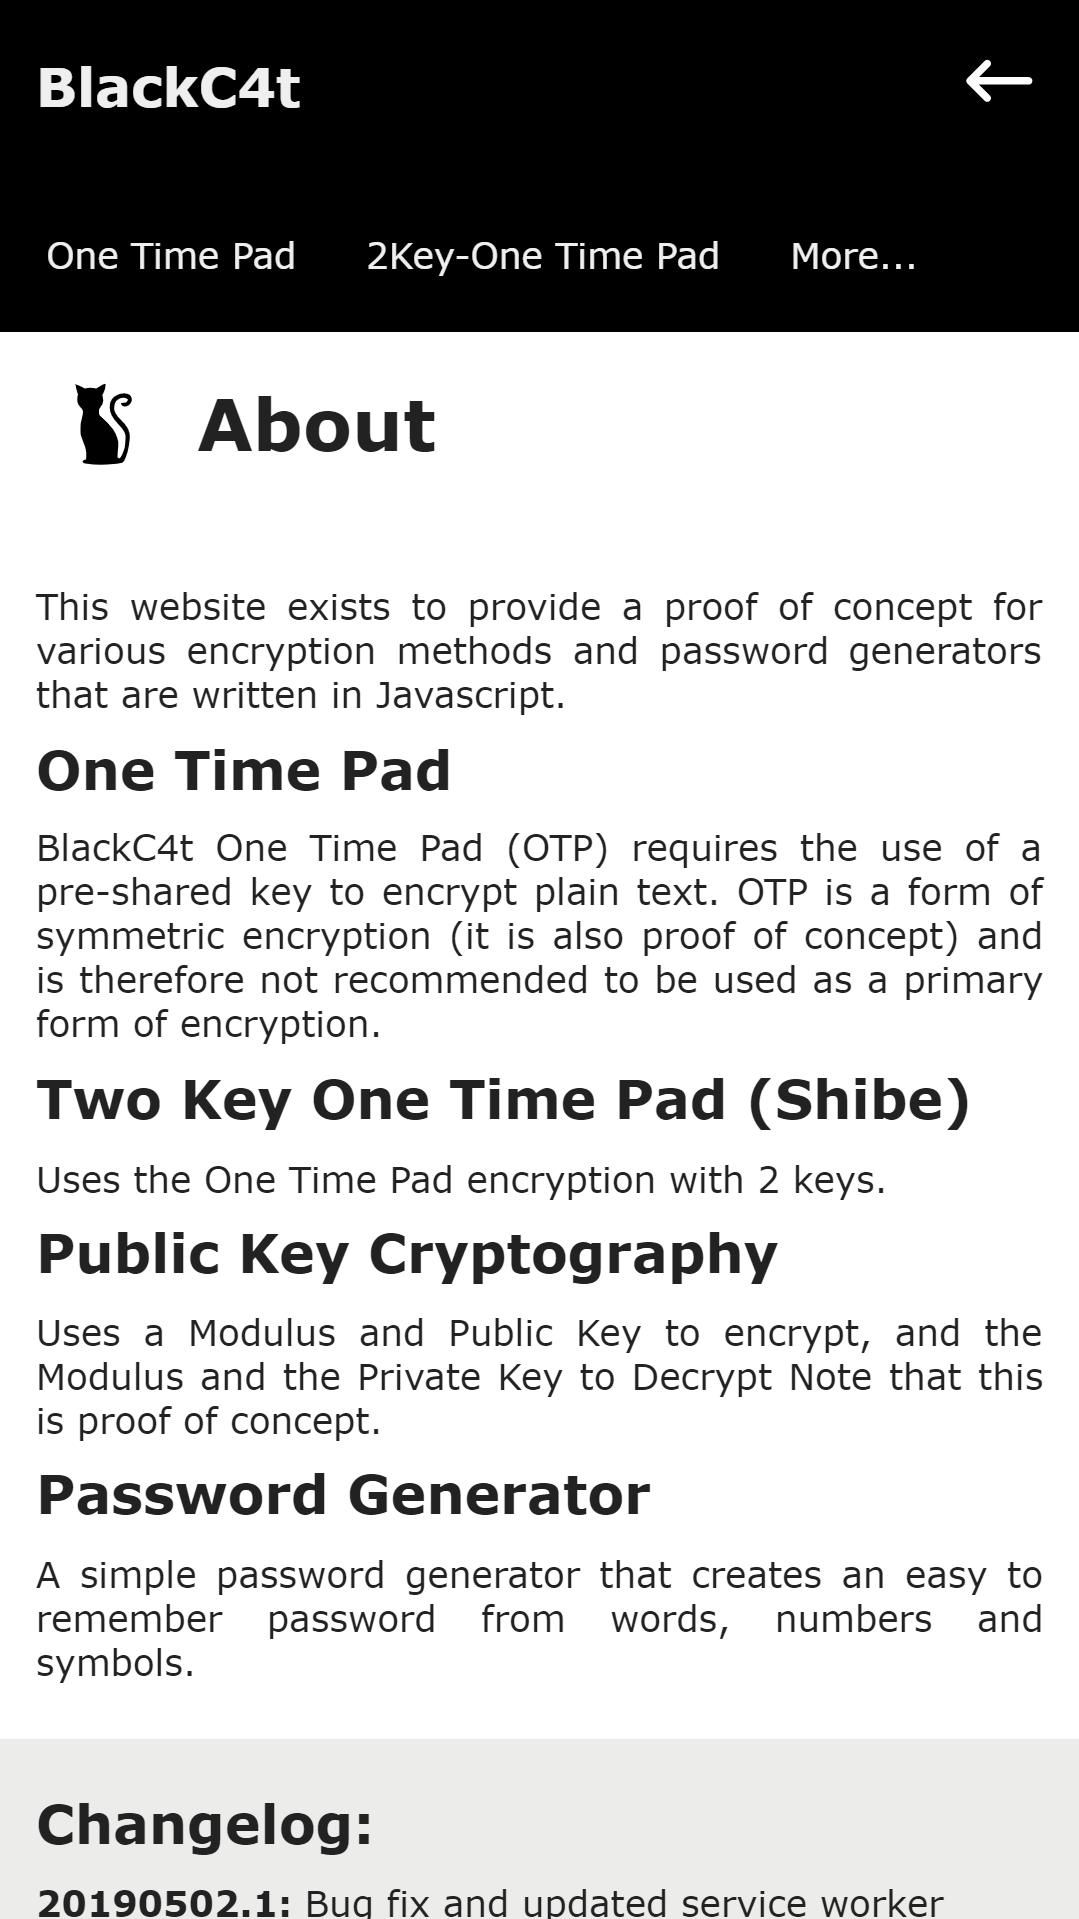 BlackC4t
One Time Pad
2Key-One Time Pad
More...
About
This website exists to provide a proof of concept for
various encryption methods and password generators
that are written in Javascript.
One Time Pad
BlackC4t One Time Pad (OTP) requires the use of a
pre-shared key to encrypt plain text. OTP is a form of
symmetric encryption (it is also proof of concept) and
is therefore not recommended to be used as a primary
form of encryption.
Two Key One Time Pad (Shibe)
Uses the One Time Pad encryption with 2 keys.
Public Key Cryptography
Uses a Modulus and Public Key to encrypt, and the
Modulus and the Private Key to Decrypt Note that this
is proof of concept.
Password Generator
A simple password generator that creates an easy to
remember password from words, numbers and
symbols.
Changelog:
20190502.1: Bug fix and updated service worker